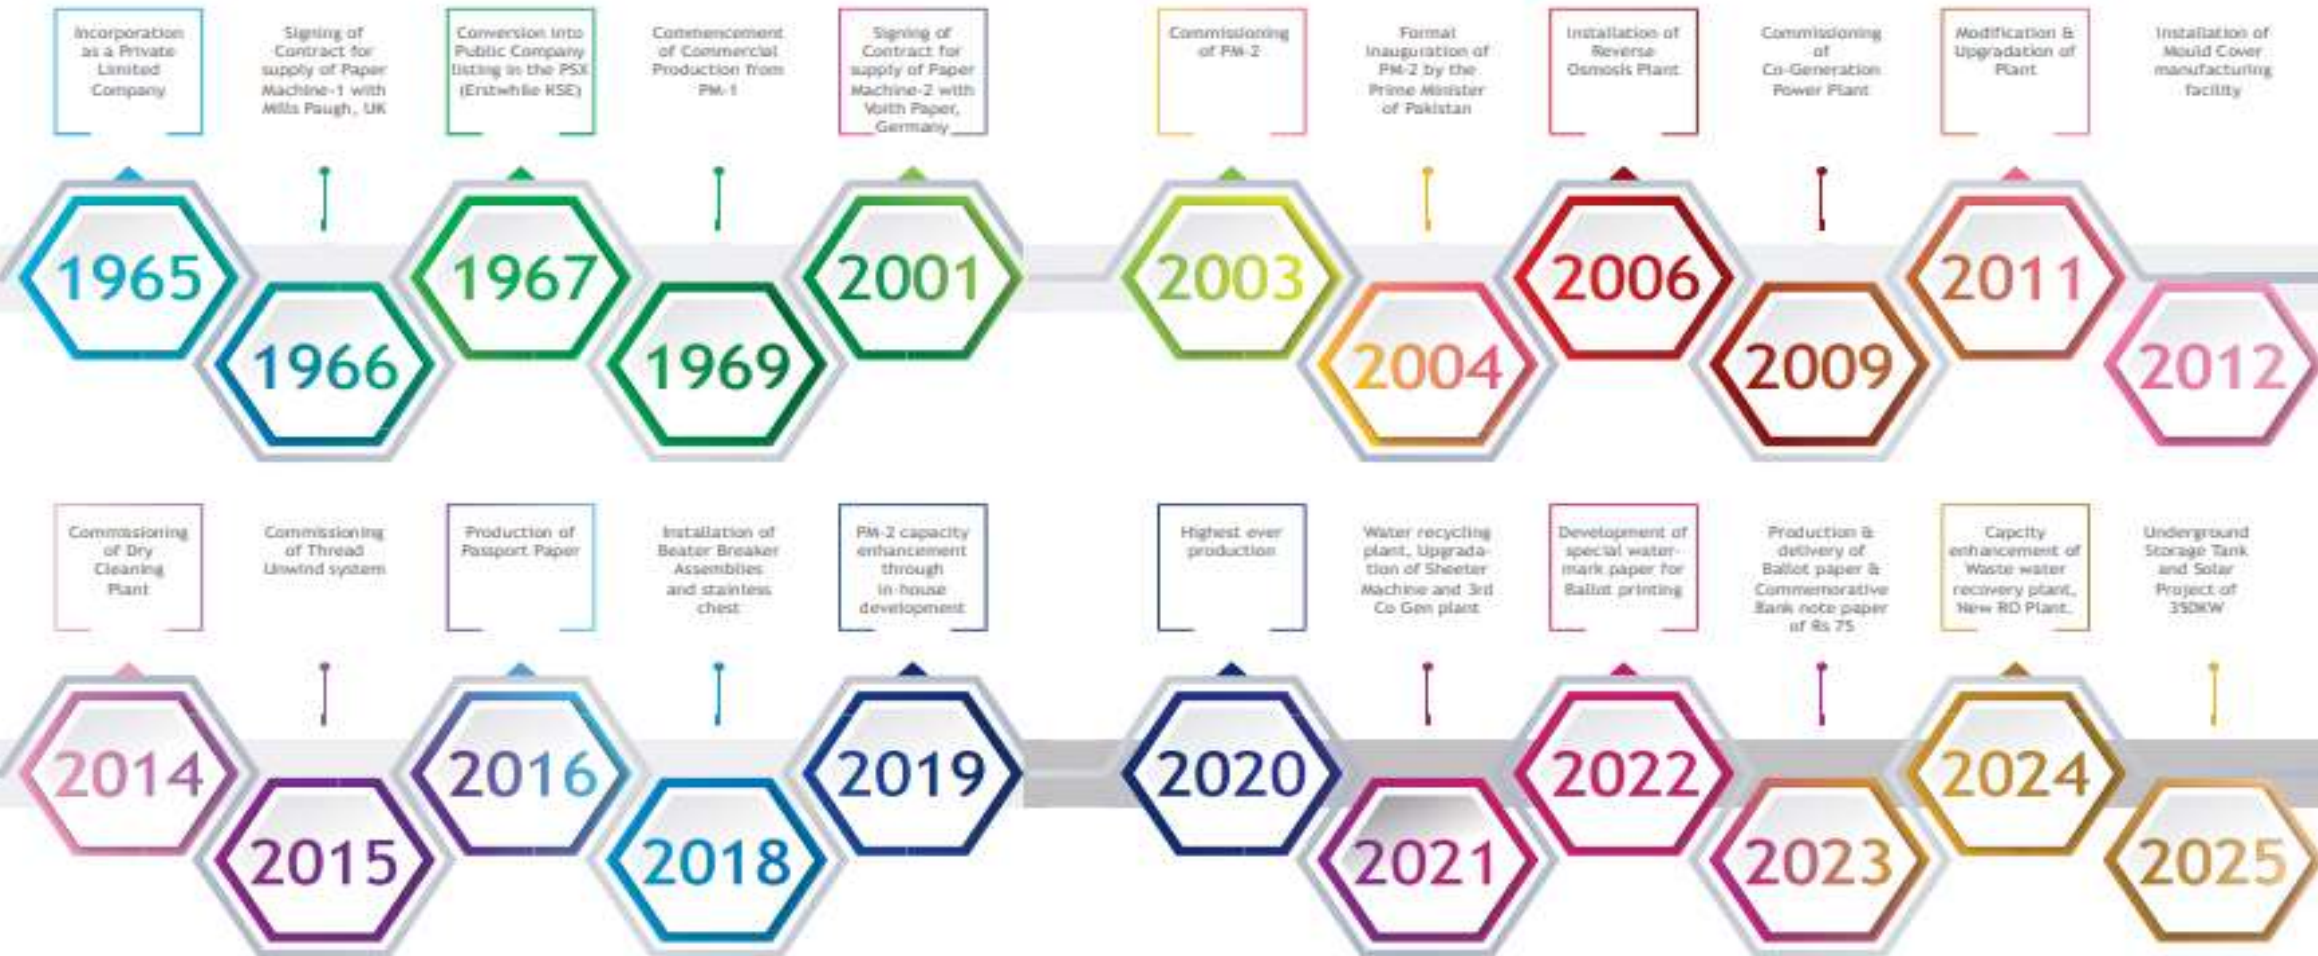 Incorporation
as a Private
Limited
Company
1965
Signing of
Contract for
supply of Paper
Machine-1 with
Mills Paugh, UK
1966
Conversion into
Public Company
listing in the PSX
(Erstwhile KSE)
1967
Commencement
of Commercial
Production from
PM-1
1969
Signing of
Contract for
supply of Paper
Machine-2 with
Voith Paper,
Germany
2001
Commissioning
of PM-2
2003
Formal
Inauguration of
PM-2 by the
Prime Minister
of Pakistan
2004
Installation of
Reverse
Osmosis Plant
2006
Commissioning
of
Co-Generation
Power Plant
2009
Modification &
Upgradation of
Plant
2011
Installation of
Mould Cover
manufacturing
facility
2012
Commissioning
of Dry
Cleaning
Plant
2014
Commissioning
of Thread
Unwind system
2015
Production of
Passport Paper
2016
Installation of
Beater Breaker
Assemblies
and stainless
chest
2018
PM-2 capacity
enhancement
through
in-house
development
2019
Highest ever
production
2020
Water recycling
plant, Upgrada-
tion of Sheeter
Machine and 3rd
Co Gen plant
2021
Development of
special water-
mark paper for
Ballot printing
2022
Production &
delivery of
Ballot paper &
Commemorative
Bank note paper
of Rs 75
2023
Capcity
enhancement of
Waste water
recovery plant,
New RO Plant.
2024
Underground
Storage Tank
and Solar
Project of
350KW
2025